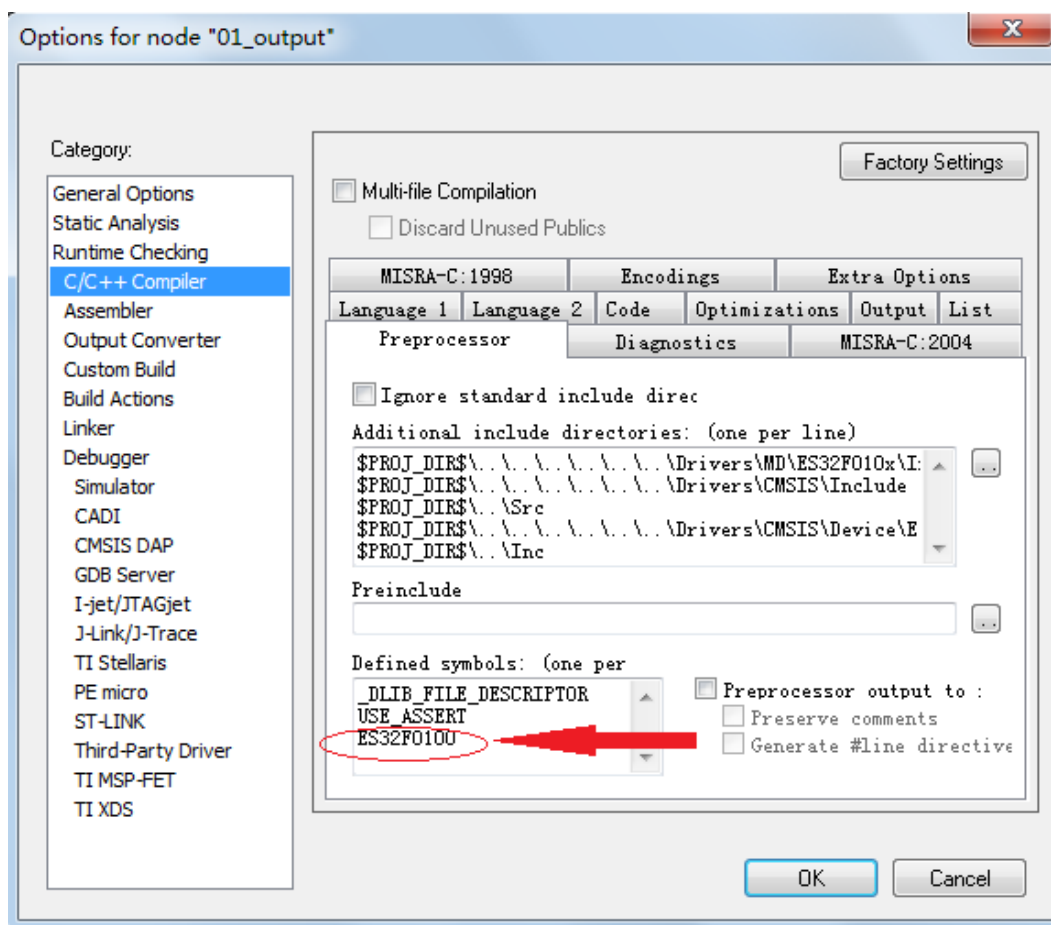 Options for node "01_output"
x
Category:
General Options
Static Analysis
Runtime Checking
C/C++ Compiler
Assembler
Output Converter
Custom Build
Build Actions
Linker
Debugger
Simulator
CADI
CMSIS DAP
GDB Server
I-jet/JTAGjet
J-Link/J-Trace
TI Stellaris
PE micro
ST-LINK
Third-Party Driver
TI MSP-FET
TI XDS
Factory Settings
Multi-file Compilation
Discard Unused Publics
MISRA-C:1998 Encodings Extra Options
Language 1 Language 2 Code Optimizations Output List
Preprocessor Diagnostics MISRA-C:2004
Ignore standard include direc
Additional include directories: (one per line)
$PROJ_DIR$\..\..\..\..\..\..\Drivers\MD\ES32F010x\I:
$PROJ_DIR$\..\..\..\..\..\..\Drivers\CMSIS\Include
$PROJ_DIR$\..\Src
$PROJ_DIR$\..\..\..\..\..\..\Drivers\CMSIS\Device\E
$PROJ_DIR$\..\Inc
..
Preinclude
..
Defined symbols: (one per
_DLIB_FILE_DESCRIPTOR
USE_ASSERT
ES32F0100
Preprocessor output to :
Preserve comments
Generate #line directive
OK
Cancel